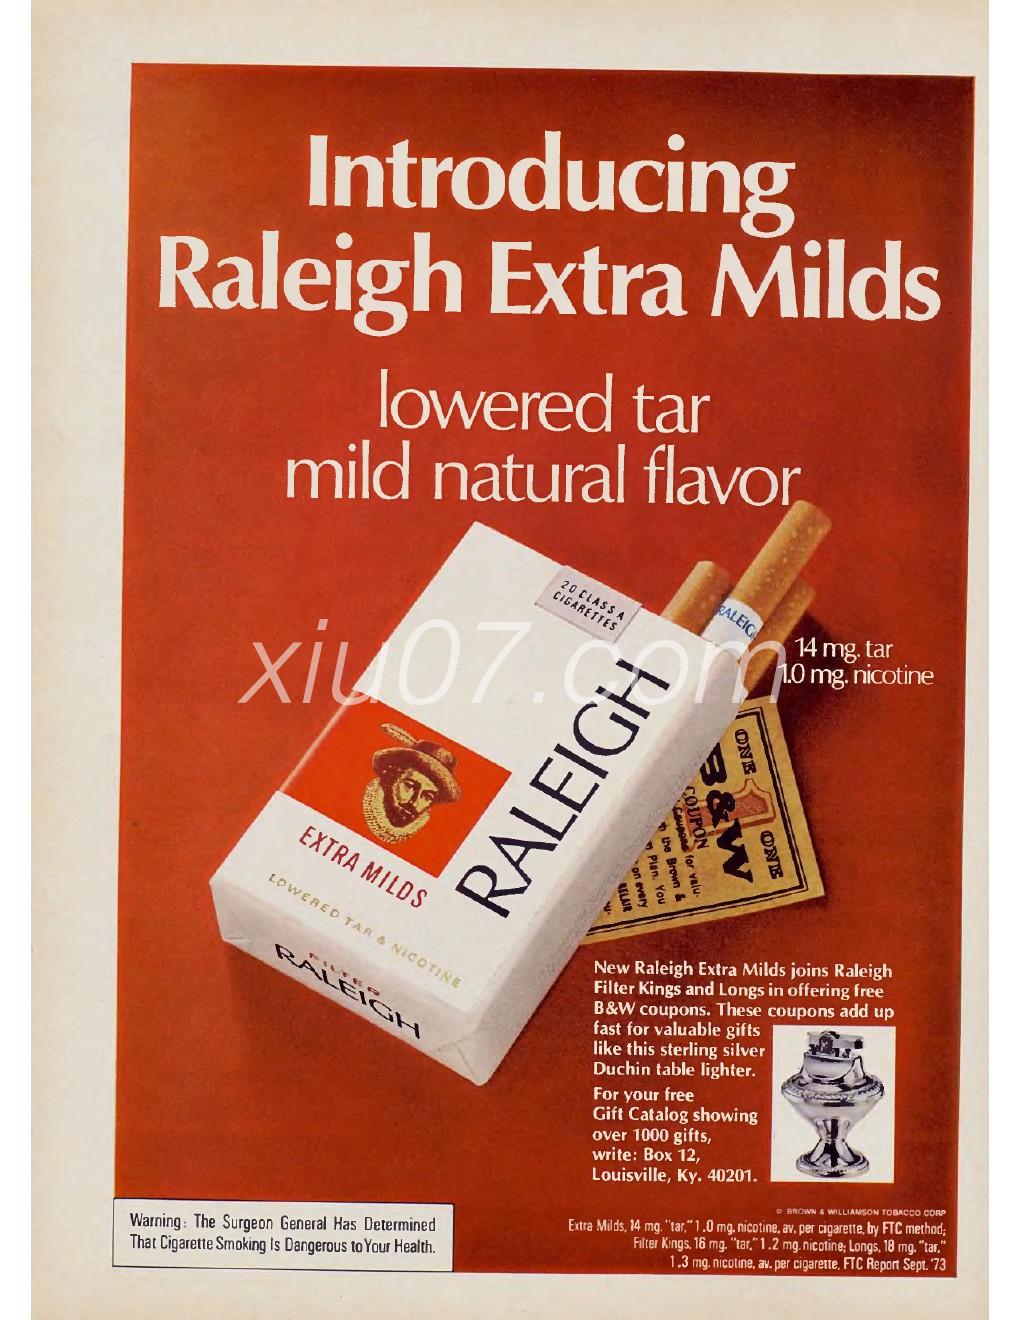 Introducing
Raleigh Extra Milds
lowered tar
mild natural flavor
20 CLASS A
CIGARETTES
RALEIGH
14 mg. tar
1.0 mg. nicotine
xiu07.com
RALEIGH
EXTRA MILDS
LOWERED TAR & NICOTINE
FILTER
RALEIGH
ONE
B&W
COUPON
ONE
New Raleigh Extra Milds joins Raleigh
Filter Kings and Longs in offering free
B&W coupons. These coupons add up
fast for valuable gifts
like this sterling silver
Duchin table lighter.
For your free
Gift Catalog showing
over 1000 gifts,
write: Box 12,
Louisville, Ky. 40201.
© BROWN & WILLIAMSON TOBACCO CORP
Extra Milds, 14 mg. "tar," 1.0 mg. nicotine, av. per cigarette, by FTC method;
Filter Kings, 16 mg. "tar," 1.2 mg. nicotine; Longs, 18 mg. "tar,"
1.3 mg. nicotine, av. per cigarette, FTC Report Sept. '73
Warning: The Surgeon General Has Determined
That Cigarette Smoking Is Dangerous to Your Health.